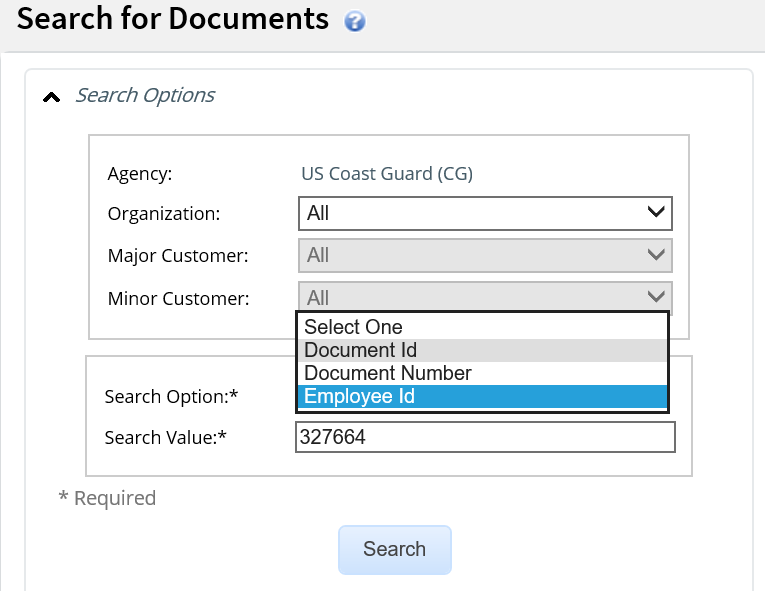 Search for Documents ?
Search Options
Agency: US Coast Guard (CG)
Organization: All
Major Customer: All
Minor Customer: All
Select One
Document Id
Document Number
Search Option:* Employee Id
Search Value:* 327664
* Required
Search